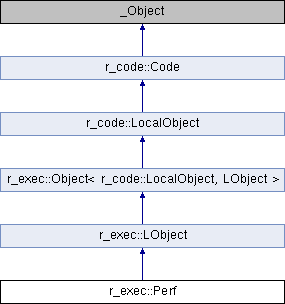 _Object
r_code::Code
r_code::LocalObject
r_exec::Object< r_code::LocalObject, LObject >
r_exec::LObject
r_exec::Perf